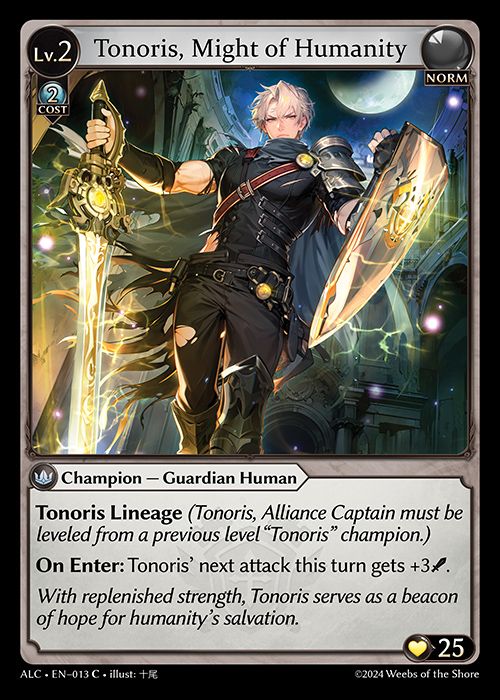 Lv.2
Tonoris, Might of Humanity
NORM
2
COST
Champion — Guardian Human
Tonoris Lineage (Tonoris, Alliance Captain must be
leveled from a previous level “Tonoris” champion.)
On Enter: Tonoris’ next attack this turn gets +3.
With replenished strength, Tonoris serves as a beacon
of hope for humanity’s salvation.
25
ALC • EN–013 C • illust: 十尾
©2024 Weebs of the Shore